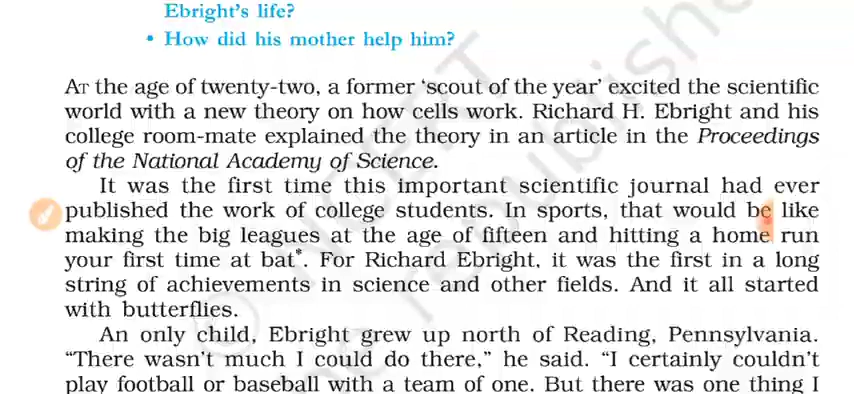 Ebright's life?
• How did his mother help him?
AT the age of twenty-two, a former ‘scout of the year’ excited the scientific
world with a new theory on how cells work. Richard H. Ebright and his
college room-mate explained the theory in an article in the Proceedings
of the National Academy of Science.
It was the first time this important scientific journal had ever
published the work of college students. In sports, that would be like
making the big leagues at the age of fifteen and hitting a home run
your first time at bat*. For Richard Ebright, it was the first in a long
string of achievements in science and other fields. And it all started
with butterflies.
An only child, Ebright grew up north of Reading, Pennsylvania.
“There wasn't much I could do there,” he said. “I certainly couldn't
play football or baseball with a team of one. But there was one thing I